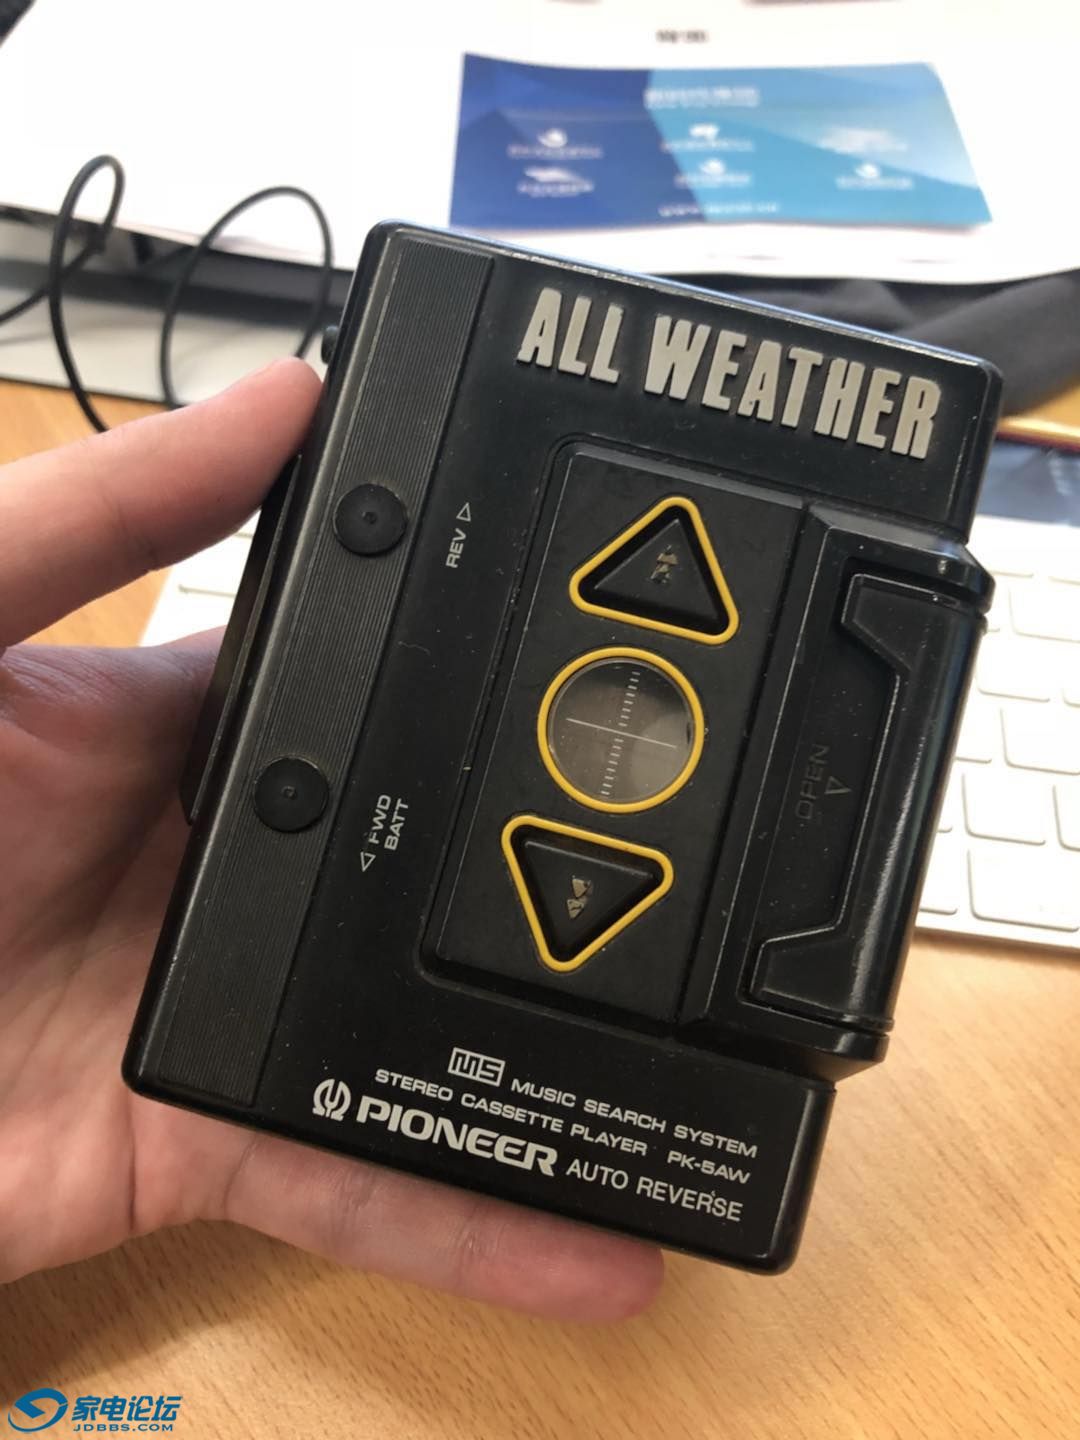 ALL WEATHER
REV
OPEN
FWD
BATT
MS MUSIC SEARCH SYSTEM
STEREO CASSETTE PLAYER PK-5AW
PIONEER AUTO REVERSE
家电论坛
JDBBS.COM